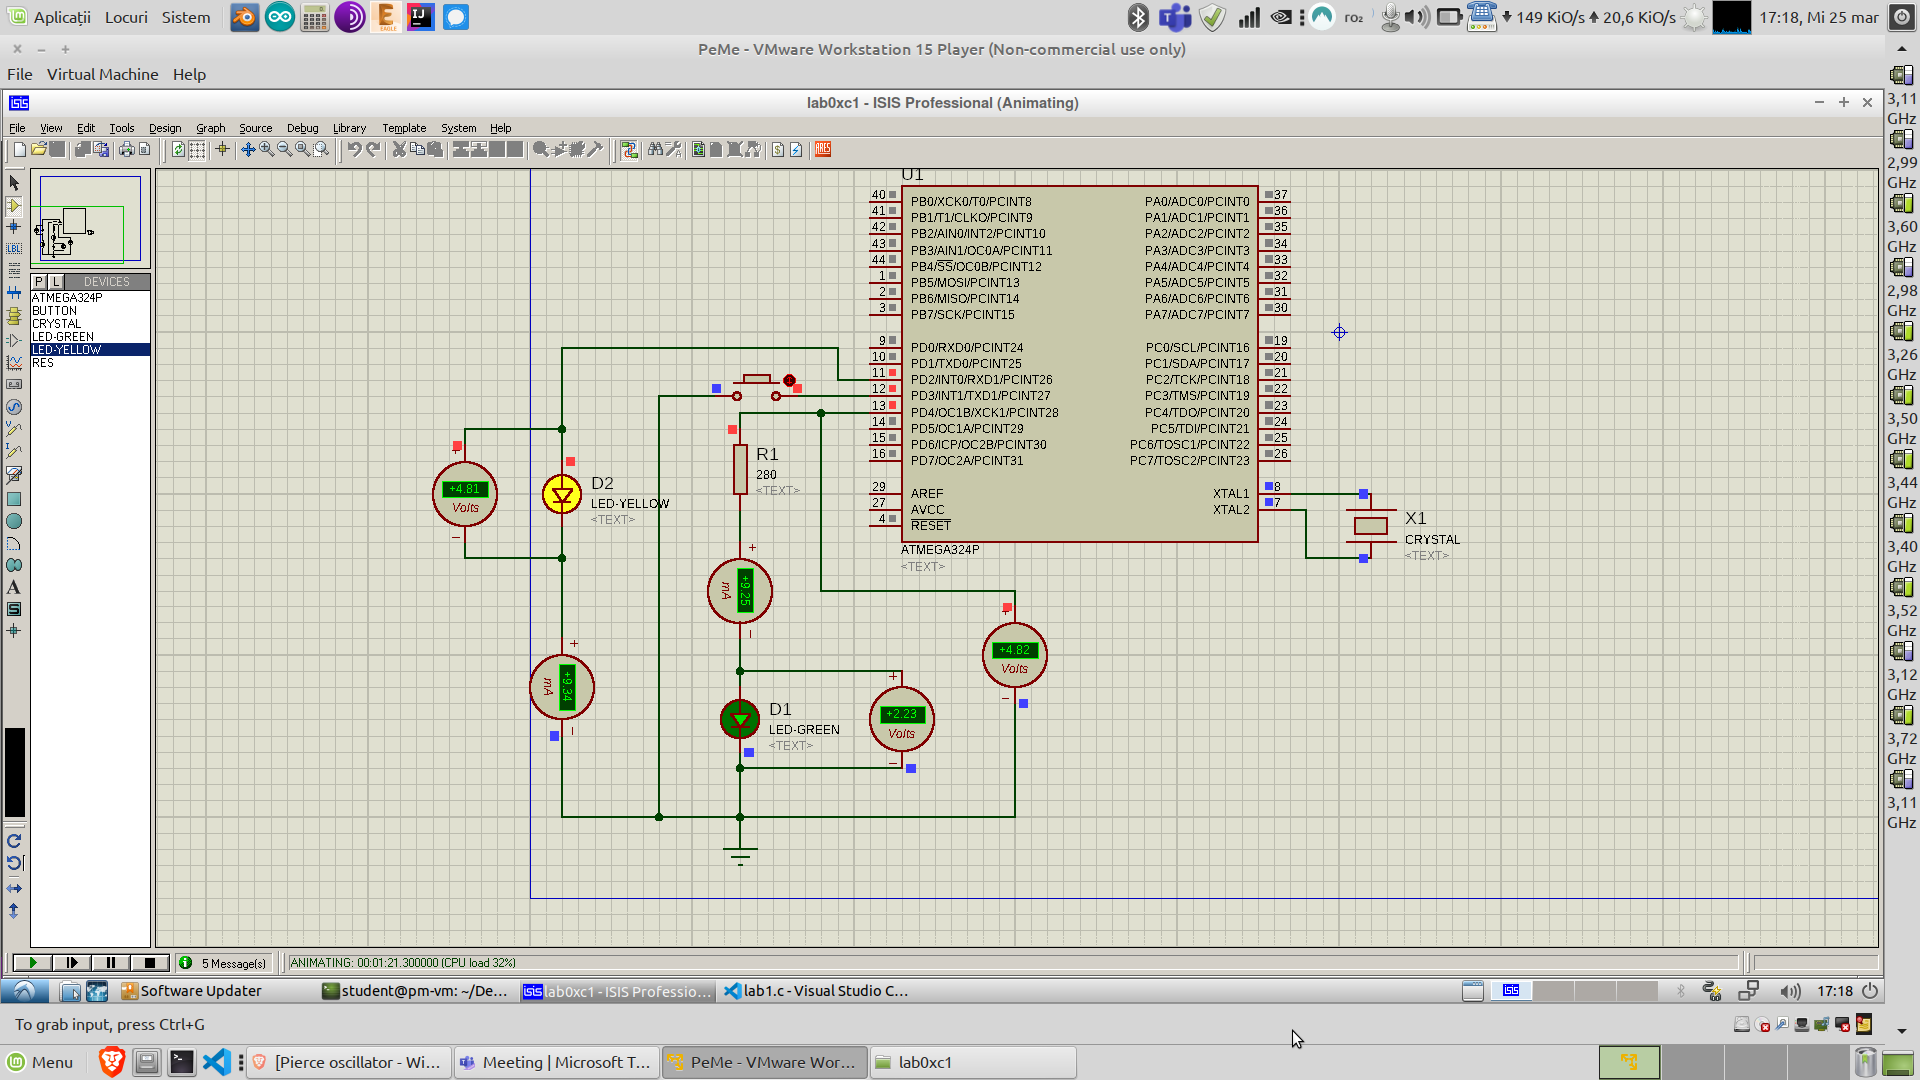 Aplicații Locuri Sistem
149 KiO/s 20,6 KiO/s 17:18, Mi 25 mar
PeMe - VMware Workstation 15 Player (Non-commercial use only)
File Virtual Machine Help
lab0xc1 - ISIS Professional (Animating)
File View Edit Tools Design Graph Source Debug Library Template System Help
P L DEVICES
ATMEGA324P
BUTTON
CRYSTAL
LED-GREEN
LED-YELLOW
RES
U1
40 PB0/XCK0/T0/PCINT8 PA0/ADC0/PCINT0 37
41 PB1/T1/CLKO/PCINT9 PA1/ADC1/PCINT1 36
42 PB2/AIN0/INT2/PCINT10 PA2/ADC2/PCINT2 35
43 PB3/AIN1/OC0A/PCINT11 PA3/ADC3/PCINT3 34
44 PB4/SS/OC0B/PCINT12 PA4/ADC4/PCINT4 33
1 PB5/MOSI/PCINT13 PA5/ADC5/PCINT5 32
2 PB6/MISO/PCINT14 PA6/ADC6/PCINT6 31
3 PB7/SCK/PCINT15 PA7/ADC7/PCINT7 30
9 PD0/RXD0/PCINT24 PC0/SCL/PCINT16 19
10 PD1/TXD0/PCINT25 PC1/SDA/PCINT17 20
11 PD2/INT0/RXD1/PCINT26 PC2/TCK/PCINT18 21
12 PD3/INT1/TXD1/PCINT27 PC3/TMS/PCINT19 22
13 PD4/OC1B/XCK1/PCINT28 PC4/TDO/PCINT20 23
14 PD5/OC1A/PCINT29 PC5/TDI/PCINT21 24
15 PD6/ICP/OC2B/PCINT30 PC6/TOSC1/PCINT22 25
16 PD7/OC2A/PCINT31 PC7/TOSC2/PCINT23 26
29 AREF XTAL1 8
27 AVCC XTAL2 7
4 RESET
ATMEGA324P
<TEXT>
X1
CRYSTAL
<TEXT>
R1
280
<TEXT>
D2
LED-YELLOW
<TEXT>
+4.81
Volts
+9.25
mA
+4.82
Volts
+9.34
mA
D1
LED-GREEN
<TEXT>
+2.23
Volts
3,11 GHz
2,99 GHz
3,60 GHz
2,98 GHz
3,26 GHz
3,50 GHz
3,44 GHz
3,40 GHz
3,52 GHz
3,12 GHz
3,72 GHz
3,11 GHz
5 Message(s) ANIMATING: 00:01:21.300000 (CPU load 32%)
Software Updater student@pm-vm: ~/De... lab0xc1 - ISIS Professio... lab1.c - Visual Studio C... 17:18
To grab input, press Ctrl+G
Menu [Pierce oscillator - Wi... Meeting | Microsoft T... PeMe - VMware Wor... lab0xc1